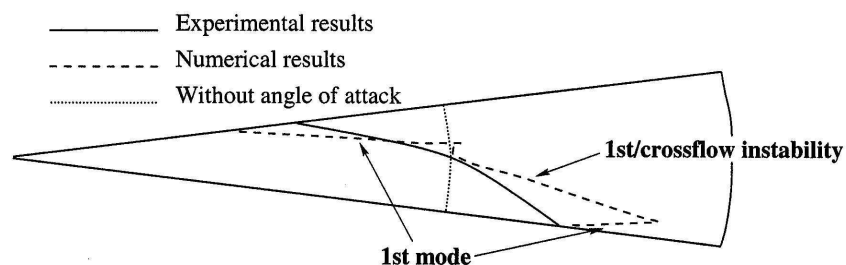 Experimental results
Numerical results
Without angle of attack
1st/crossflow instability
1st mode